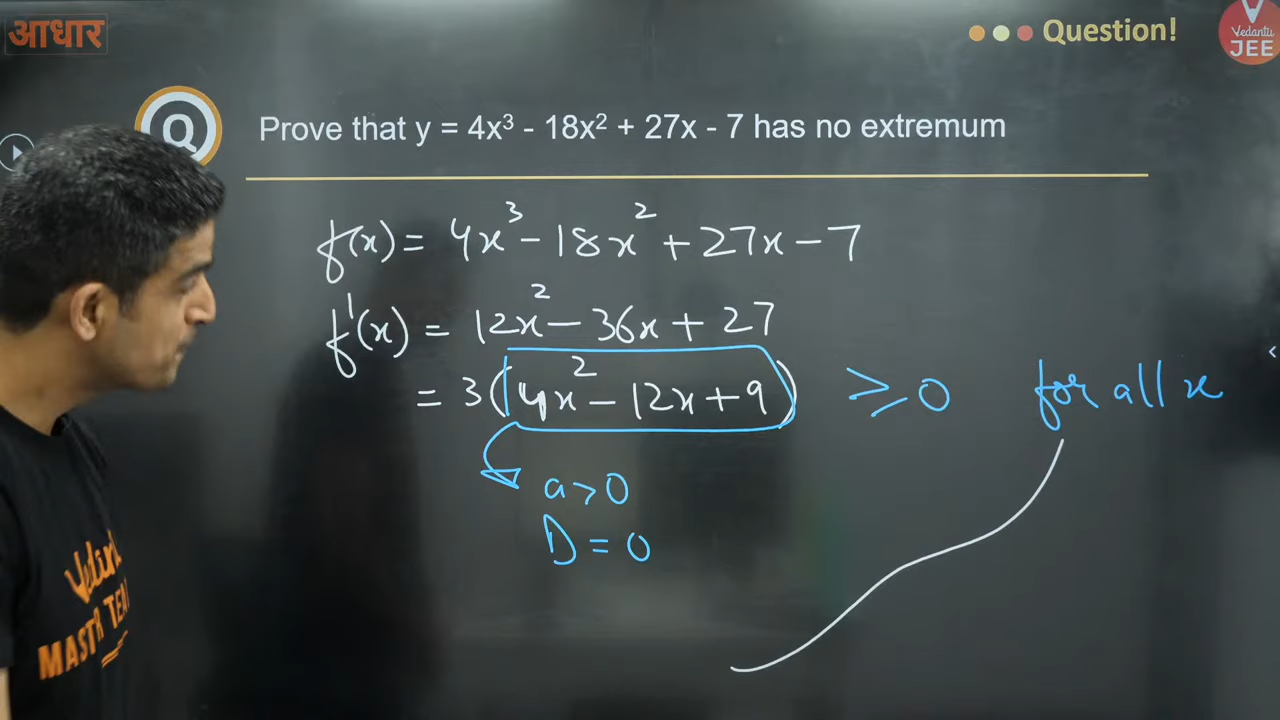 आधार
Question!
Vedantu
JEE
Q
Prove that y = 4x³ - 18x² + 27x - 7 has no extremum
f(x) = 4x³ - 18x² + 27x - 7
f'(x) = 12x² - 36x + 27
= 3(4x² - 12x + 9) ≥ 0 for all x
a > 0
D = 0
MASTER